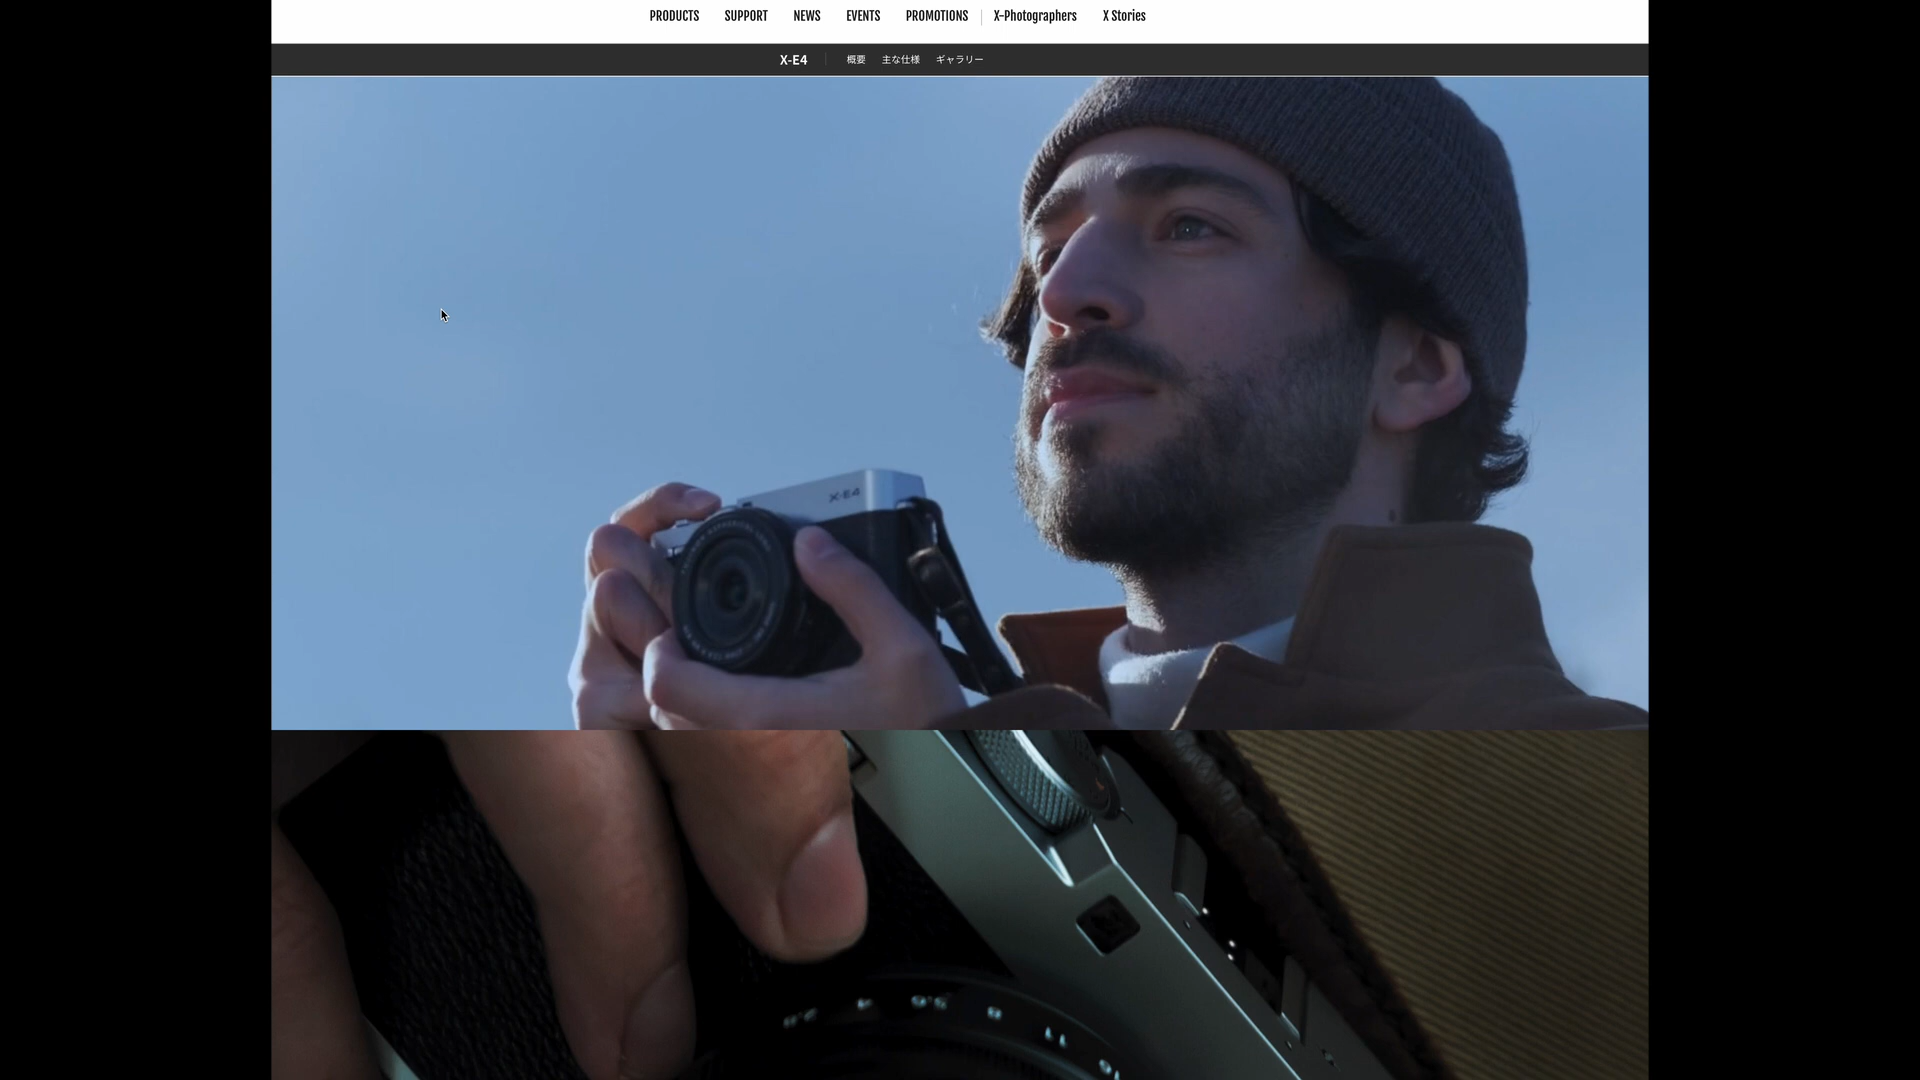 PRODUCTS SUPPORT NEWS EVENTS PROMOTIONS X-Photographers X Stories
X-E4 概要 主な仕様 ギャラリー
X-E4